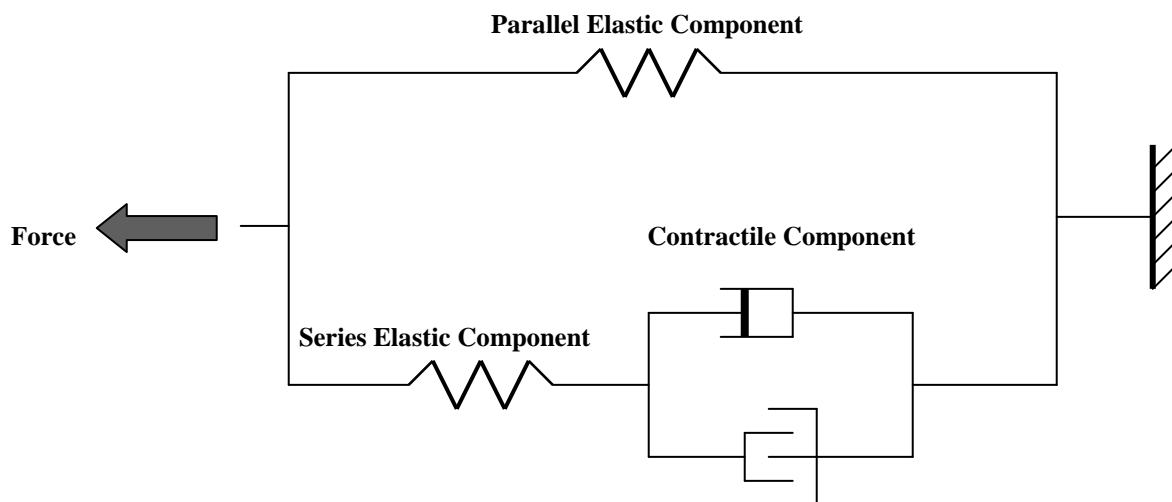 Parallel Elastic Component
Force
Contractile Component
Series Elastic Component